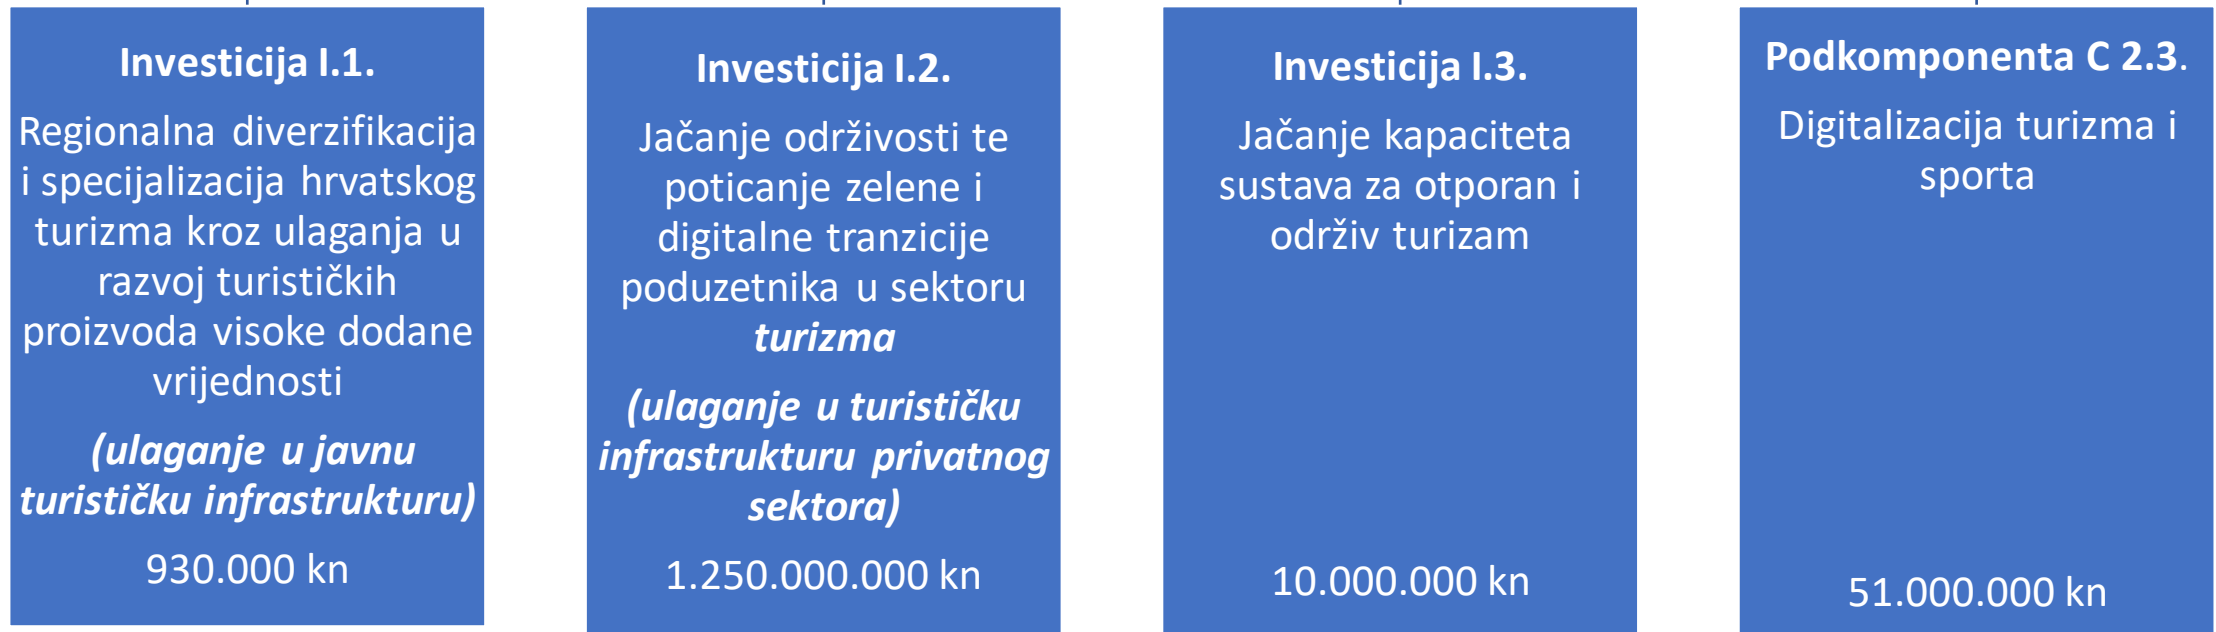 Investicija I.1.
Regionalna diverzifikacija
i specijalizacija hrvatskog
turizma kroz ulaganja u
razvoj turističkih
proizvoda visoke dodane
vrijednosti
(ulaganje u javnu
turističku infrastrukturu)
930.000 kn
Investicija I.2.
Jačanje održivosti te
poticanje zelene i
digitalne tranzicije
poduzetnika u sektoru
turizma
(ulaganje u turističku
infrastrukturu privatnog
sektora)
1.250.000.000 kn
Investicija I.3.
Jačanje kapaciteta
sustava za otporan i
održiv turizam
10.000.000 kn
Podkomponenta C 2.3.
Digitalizacija turizma i
sporta
51.000.000 kn